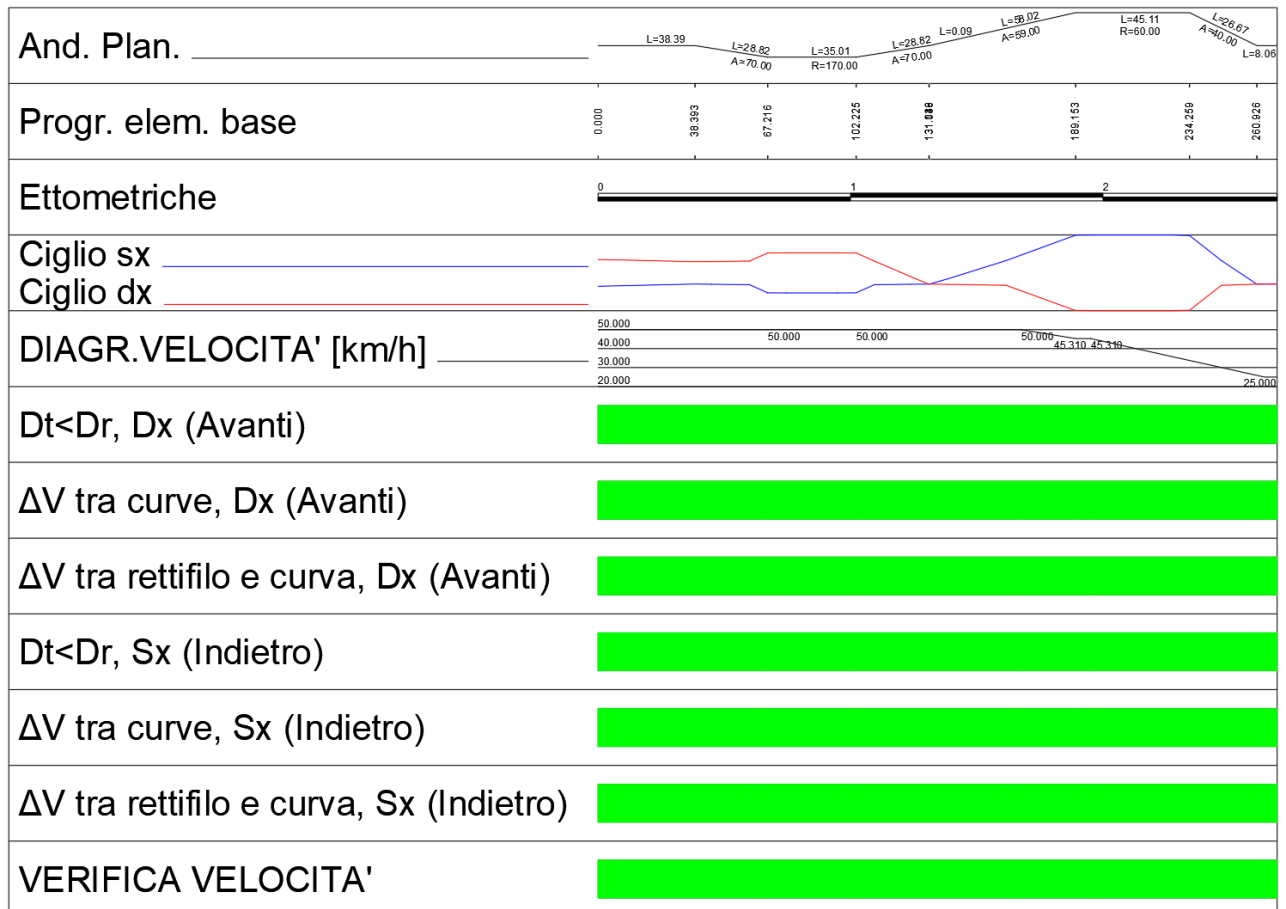 And. Plan.
L=38.39
L=28.82
A=70.00
L=35.01
R=170.00
L=28.82
A=70.00
L=0.09
L=58.02
A=59.00
L=45.11
R=60.00
L=26.67
A=40.00
L=8.06
Progr. elem. base
0.000
38.393
67.216
102.225
189.153
234.259
260.926
Ettometriche
0
1
2
Ciglio sx
Ciglio dx
DIAGR.VELOCITA' [km/h]
50.000
40.000
30.000
20.000
50.000
50.000
50.000
45.310
45.310
25.000
Dt<Dr, Dx (Avanti)
ΔV tra curve, Dx (Avanti)
ΔV tra rettifilo e curva, Dx (Avanti)
Dt<Dr, Sx (Indietro)
ΔV tra curve, Sx (Indietro)
ΔV tra rettifilo e curva, Sx (Indietro)
VERIFICA VELOCITA'